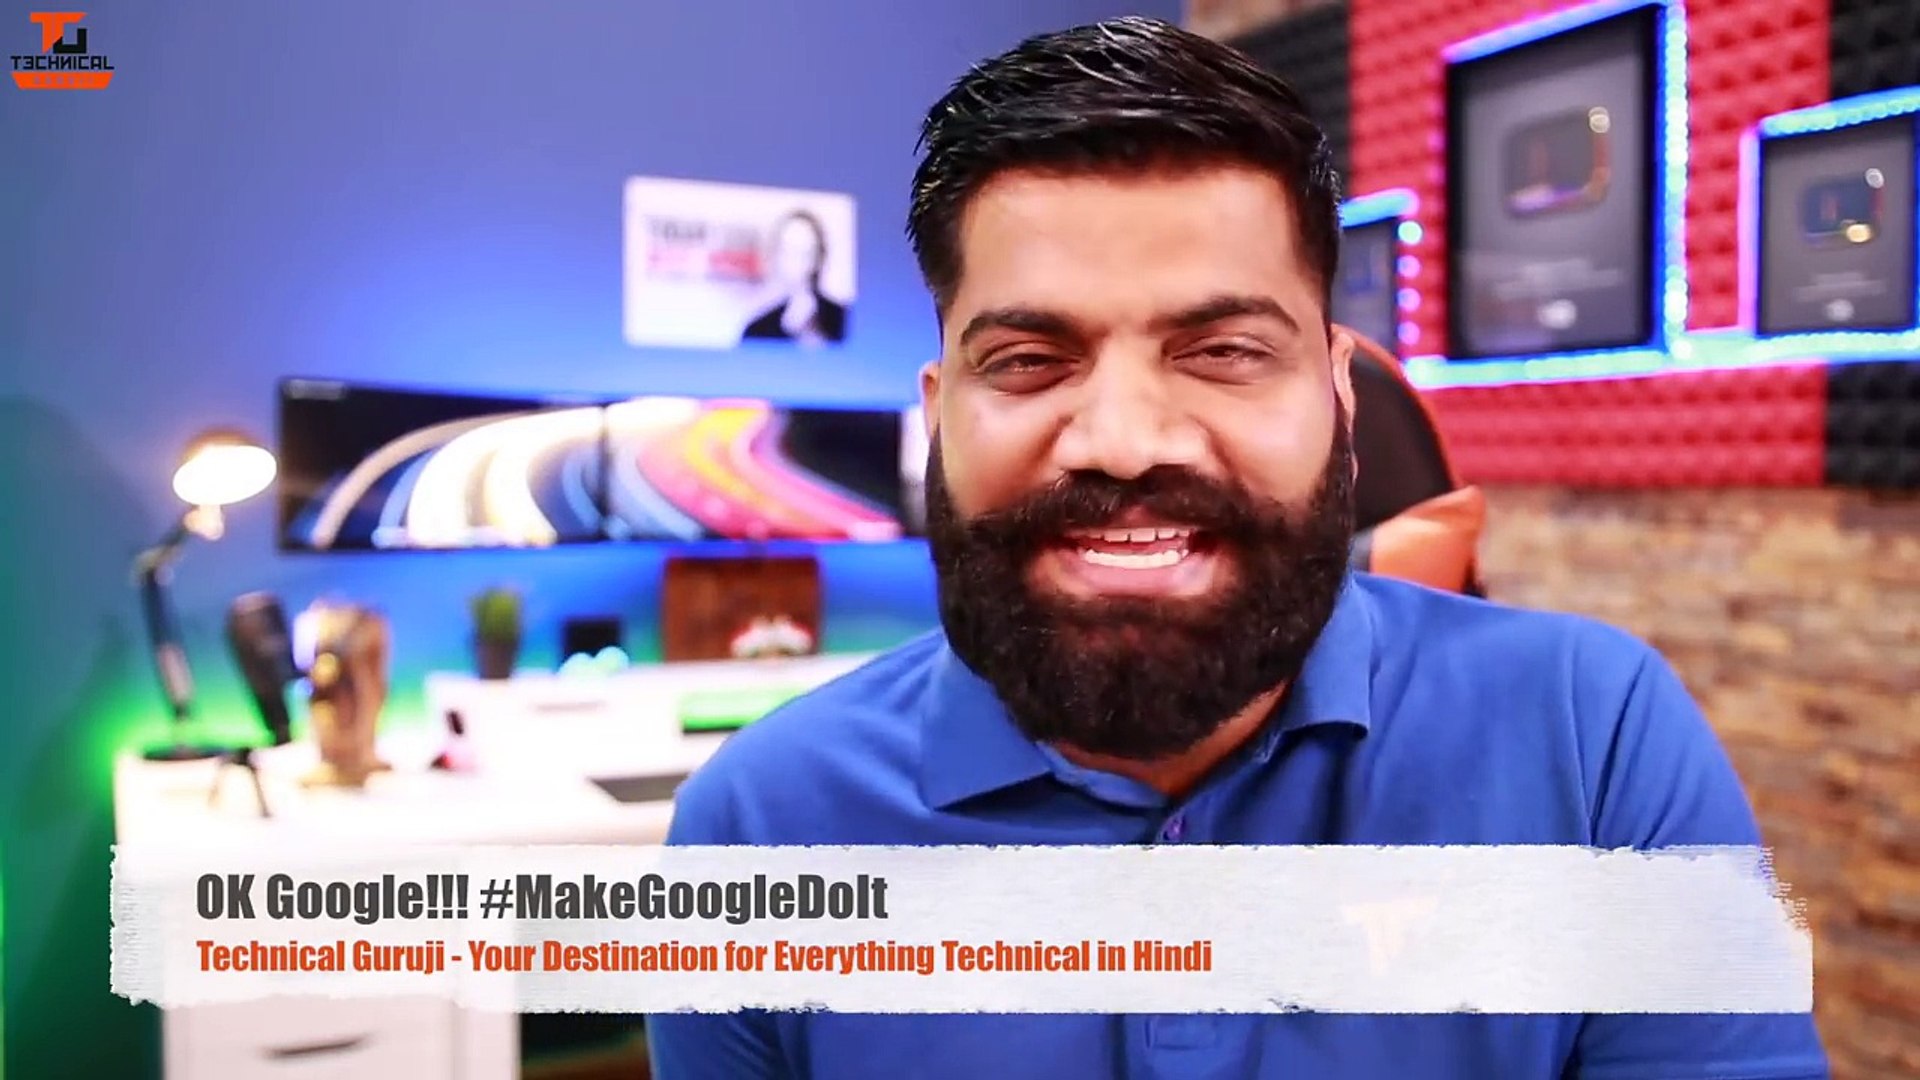 TECHNICAL
OK Google!!! #MakeGoogleDoIt
Technical Guruji - Your Destination for Everything Technical in Hindi